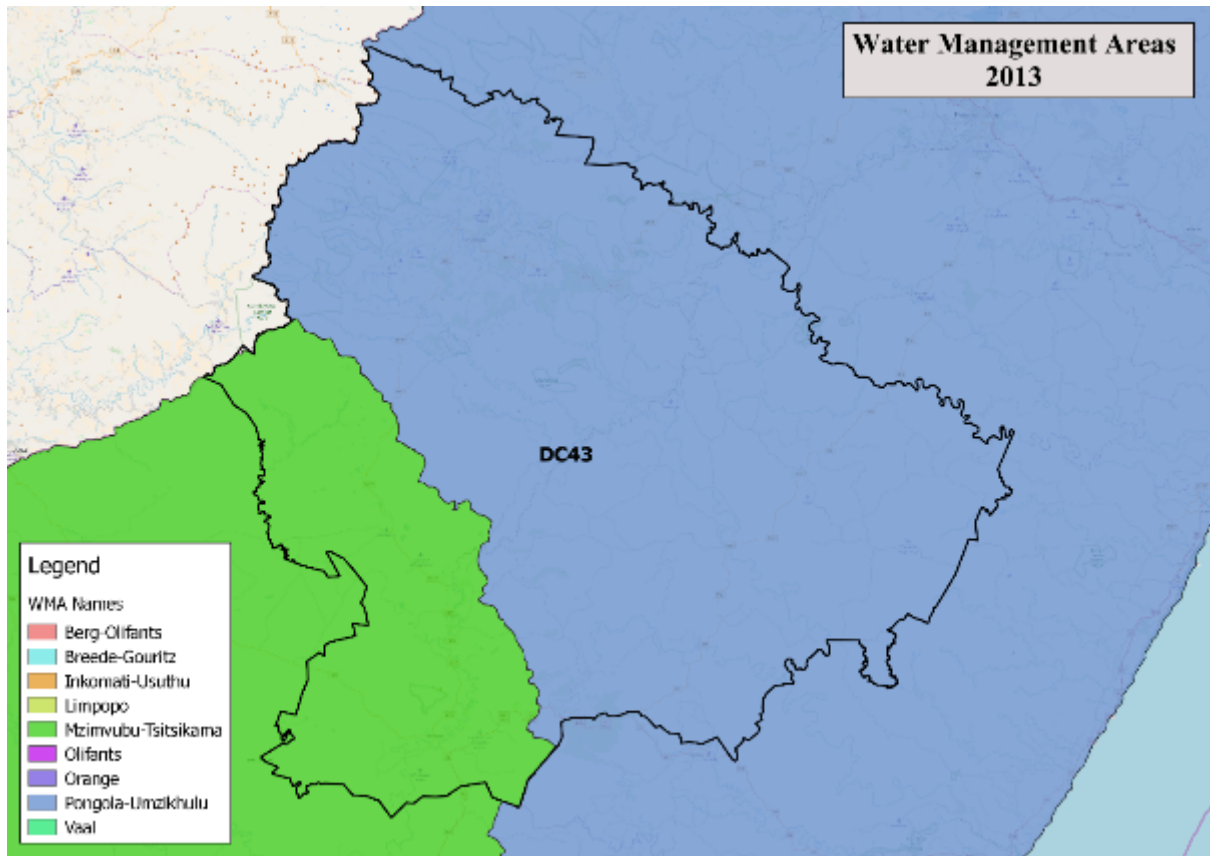 Water Management Areas
2013
DC43
Legend
WMA Names
Berg-Olifants
Breede-Gouritz
Inkomati-Usuthu
Limpopo
Mzimvubu-Tsitsikama
Olifants
Orange
Pongola-Umzikhulu
Vaal